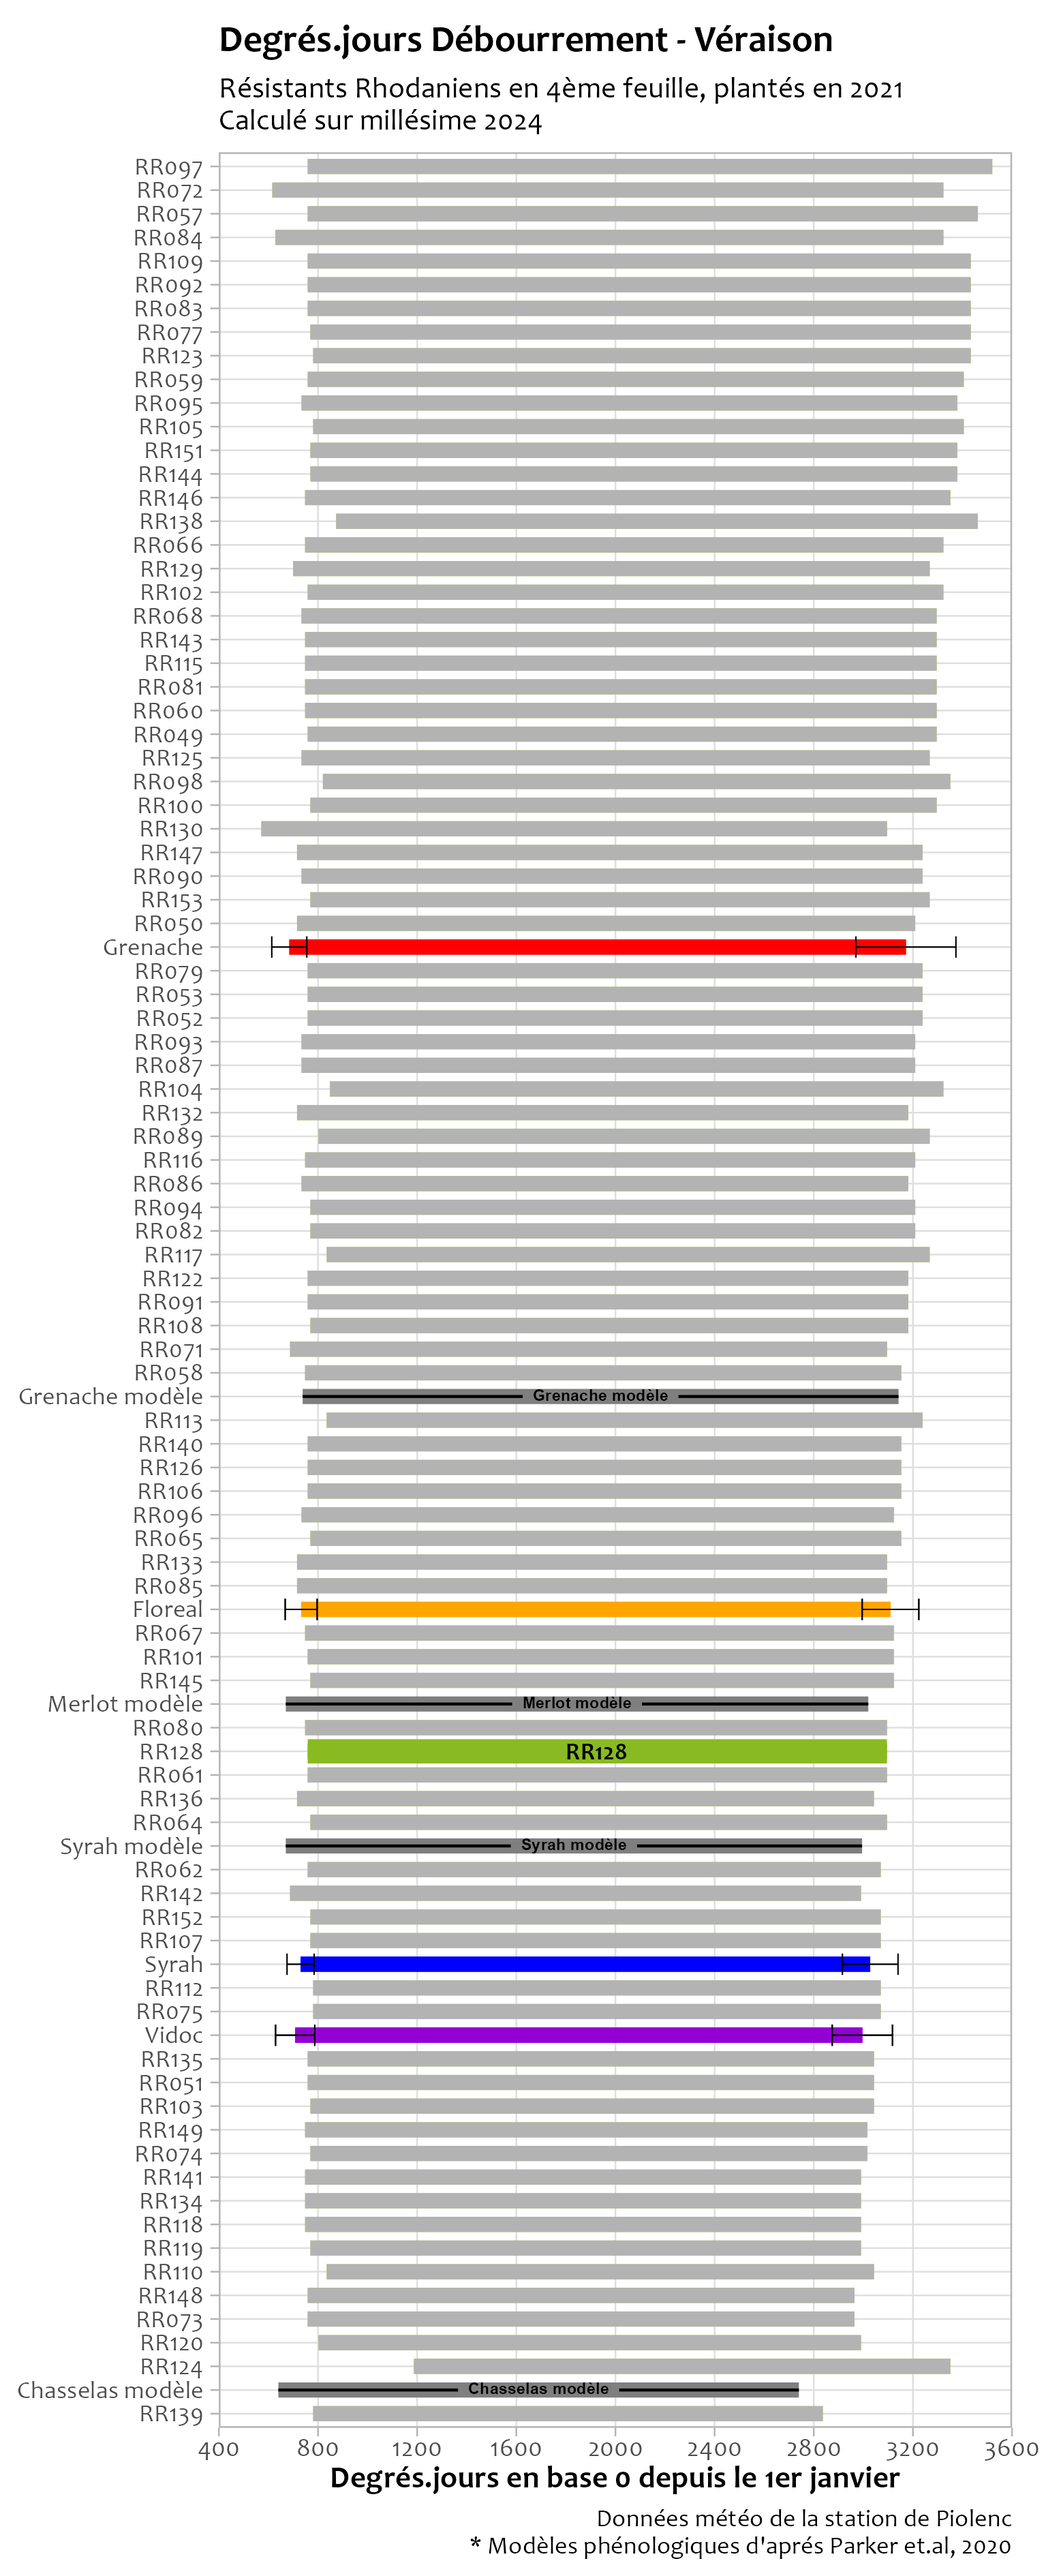 Degrés.jours Débourrement - Véraison
Résistants Rhodaniens en 4ème feuille, plantés en 2021
Calculé sur millésime 2024
RR097
RR072
RR057
RR084
RR109
RR092
RR083
RR077
RR123
RR059
RR095
RR105
RR151
RR144
RR146
RR138
RR066
RR129
RR102
RR068
RR143
RR115
RR081
RR060
RR049
RR125
RR098
RR100
RR130
RR147
RR090
RR153
RR050
Grenache
RR079
RR053
RR052
RR093
RR087
RR104
RR132
RR089
RR116
RR086
RR094
RR082
RR117
RR122
RR091
RR108
RR071
RR058
Grenache modèle Grenache modèle
RR113
RR140
RR126
RR106
RR096
RR065
RR133
RR085
Floreal
RR067
RR101
RR145
Merlot modèle Merlot modèle
RR080
RR128 RR128
RR061
RR136
RR064
Syrah modèle Syrah modèle
RR062
RR142
RR152
RR107
Syrah
RR112
RR075
Vidoc
RR135
RR051
RR103
RR149
RR074
RR141
RR134
RR118
RR119
RR110
RR148
RR073
RR120
RR124
Chasselas modèle Chasselas modèle
RR139
400 800 1200 1600 2000 2400 2800 3200 3600
Degrés.jours en base 0 depuis le 1er janvier
Données météo de la station de Piolenc
* Modèles phénologiques d'aprés Parker et.al, 2020